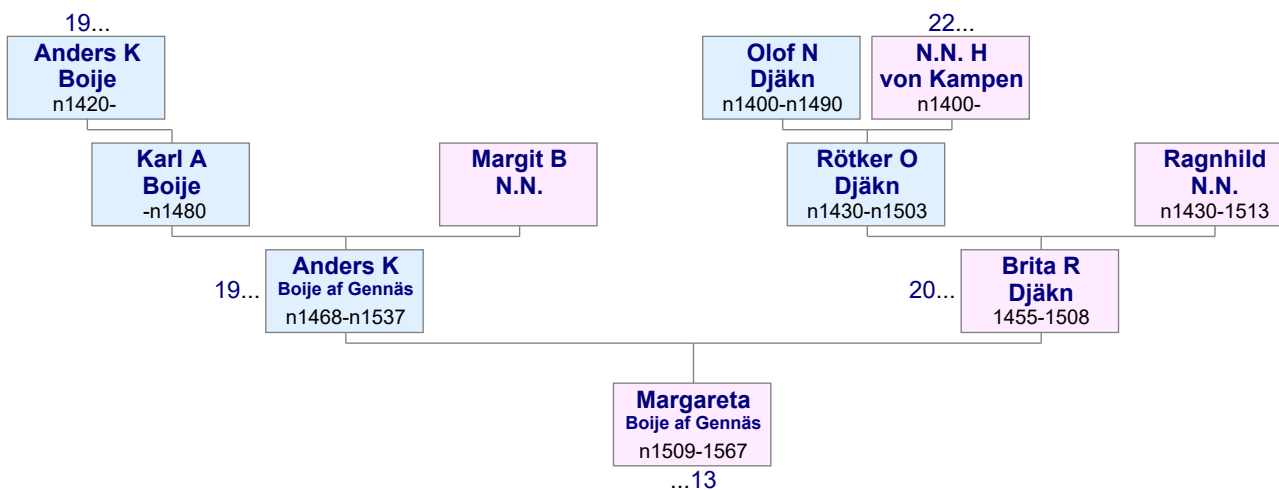 19...
22...
Anders K
Boije
n1420-
Olof N
Djäkn
n1400-n1490
N.N. H
von Kampen
n1400-
Karl A
Boije
-n1480
Margit B
N.N.
Rötker O
Djäkn
n1430-n1503
Ragnhild
N.N.
n1430-1513
19...
Anders K
Boije af Gennäs
n1468-n1537
20...
Brita R
Djäkn
1455-1508
Margareta
Boije af Gennäs
n1509-1567
...13